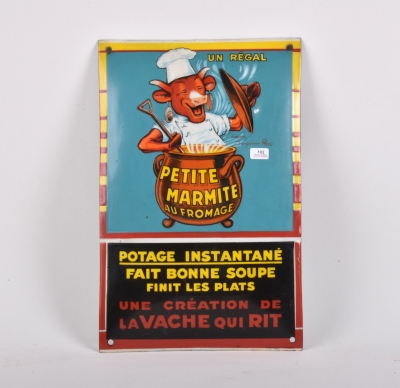 UN RÉGAL
PETITE
MARMITE
AU FROMAGE
POTAGE INSTANTANÉ
FAIT BONNE SOUPE
FINIT LES PLATS
UNE CRÉATION DE
LA VACHE QUI RIT